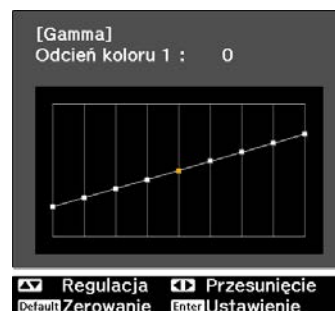 [Gamma]
Odcień koloru 1 : 0
Regulacja Przesunięcie
Default Zerowanie Enter Ustawienie